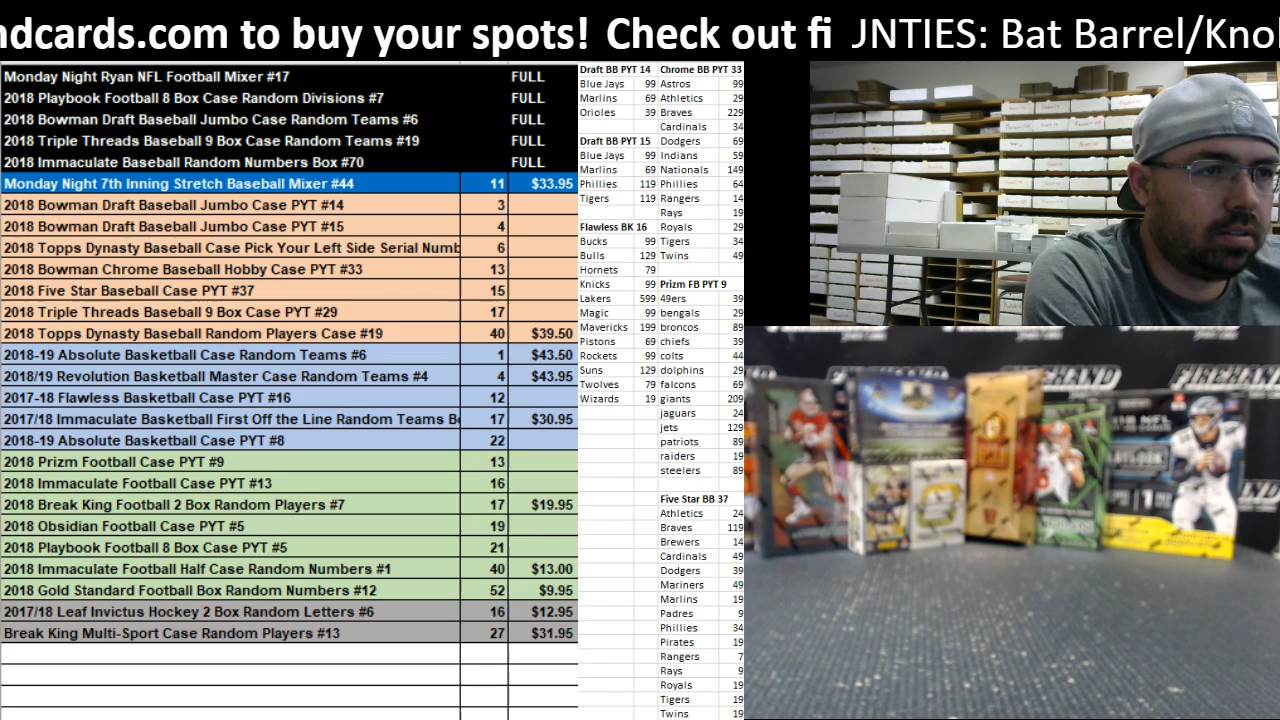 ndcards.com to buy your spots! Check out fi
JNTIES: Bat Barrel/Kno
Monday Night Ryan NFL Football Mixer #17 FULL
2018 Playbook Football 8 Box Case Random Divisions #7 FULL
2018 Bowman Draft Baseball Jumbo Case Random Teams #6 FULL
2018 Triple Threads Baseball 9 Box Case Random Teams #19 FULL
2018 Immaculate Baseball Random Numbers Box #70 FULL
Monday Night 7th Inning Stretch Baseball Mixer #44 11 $33.95
2018 Bowman Draft Baseball Jumbo Case PYT #14 3
2018 Bowman Draft Baseball Jumbo Case PYT #15 4
2018 Topps Dynasty Baseball Case Pick Your Left Side Serial Numb 6
2018 Bowman Chrome Baseball Hobby Case PYT #33 13
2018 Five Star Baseball Case PYT #37 15
2018 Triple Threads Baseball 9 Box Case PYT #29 17
2018 Topps Dynasty Baseball Random Players Case #19 40 $39.50
2018-19 Absolute Basketball Case Random Teams #6 1 $43.50
2018/19 Revolution Basketball Master Case Random Teams #4 4 $43.95
2017-18 Flawless Basketball Case PYT #16 12
2017/18 Immaculate Basketball First Off the Line Random Teams Bo 17 $30.95
2018-19 Absolute Basketball Case PYT #8 22
2018 Prizm Football Case PYT #9 13
2018 Immaculate Football Case PYT #13 16
2018 Break King Football 2 Box Random Players #7 17 $19.95
2018 Obsidian Football Case PYT #5 19
2018 Playbook Football 8 Box Case PYT #5 21
2018 Immaculate Football Half Case Random Numbers #1 40 $13.00
2018 Gold Standard Football Box Random Numbers #12 52 $9.95
2017/18 Leaf Invictus Hockey 2 Box Random Letters #6 16 $12.95
Break King Multi-Sport Case Random Players #13 27 $31.95
Draft BB PYT 14
Blue Jays 99
Marlins 69
Orioles 39
Draft BB PYT 15
Blue Jays 99
Marlins 69
Phillies 119
Tigers 119
Flawless BK 16
Bucks 99
Bulls 129
Hornets 79
Knicks 99
Lakers 599
Magic 99
Mavericks 199
Pistons 69
Rockets 99
Suns 129
Twolves 79
Wizards 19
Chrome BB PYT 33
Astros 99
Athletics 29
Braves 229
Cardinals 34
Dodgers 69
Indians 59
Nationals 149
Phillies 64
Rangers 14
Rays 19
Royals 29
Tigers 34
Twins 49
Prizm FB PYT 9
49ers 39
bengals 29
broncos 89
chiefs 39
colts 44
dolphins 29
falcons 69
giants 209
jaguars 24
jets 129
patriots 89
raiders 19
steelers 89
Five Star BB 37
Athletics 24
Braves 119
Brewers 14
Cardinals 49
Dodgers 39
Mariners 49
Marlins 19
Padres 9
Phillies 34
Pirates 19
Rangers 7
Rays 9
Royals 19
Tigers 19
Twins 19
FIREHAND